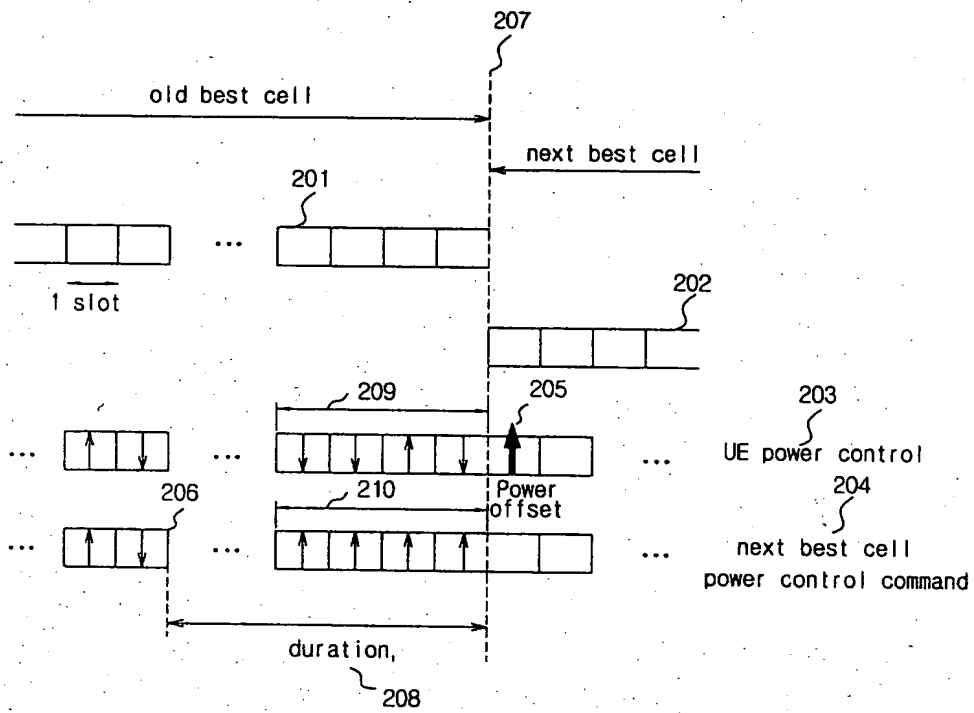 207
old best cell
next best cell
201
...
1 slot
202
209
205
203
...
...
...
UE power control
206
210
Power
offset
204
...
...
...
next best cell
power control command
duration,
208